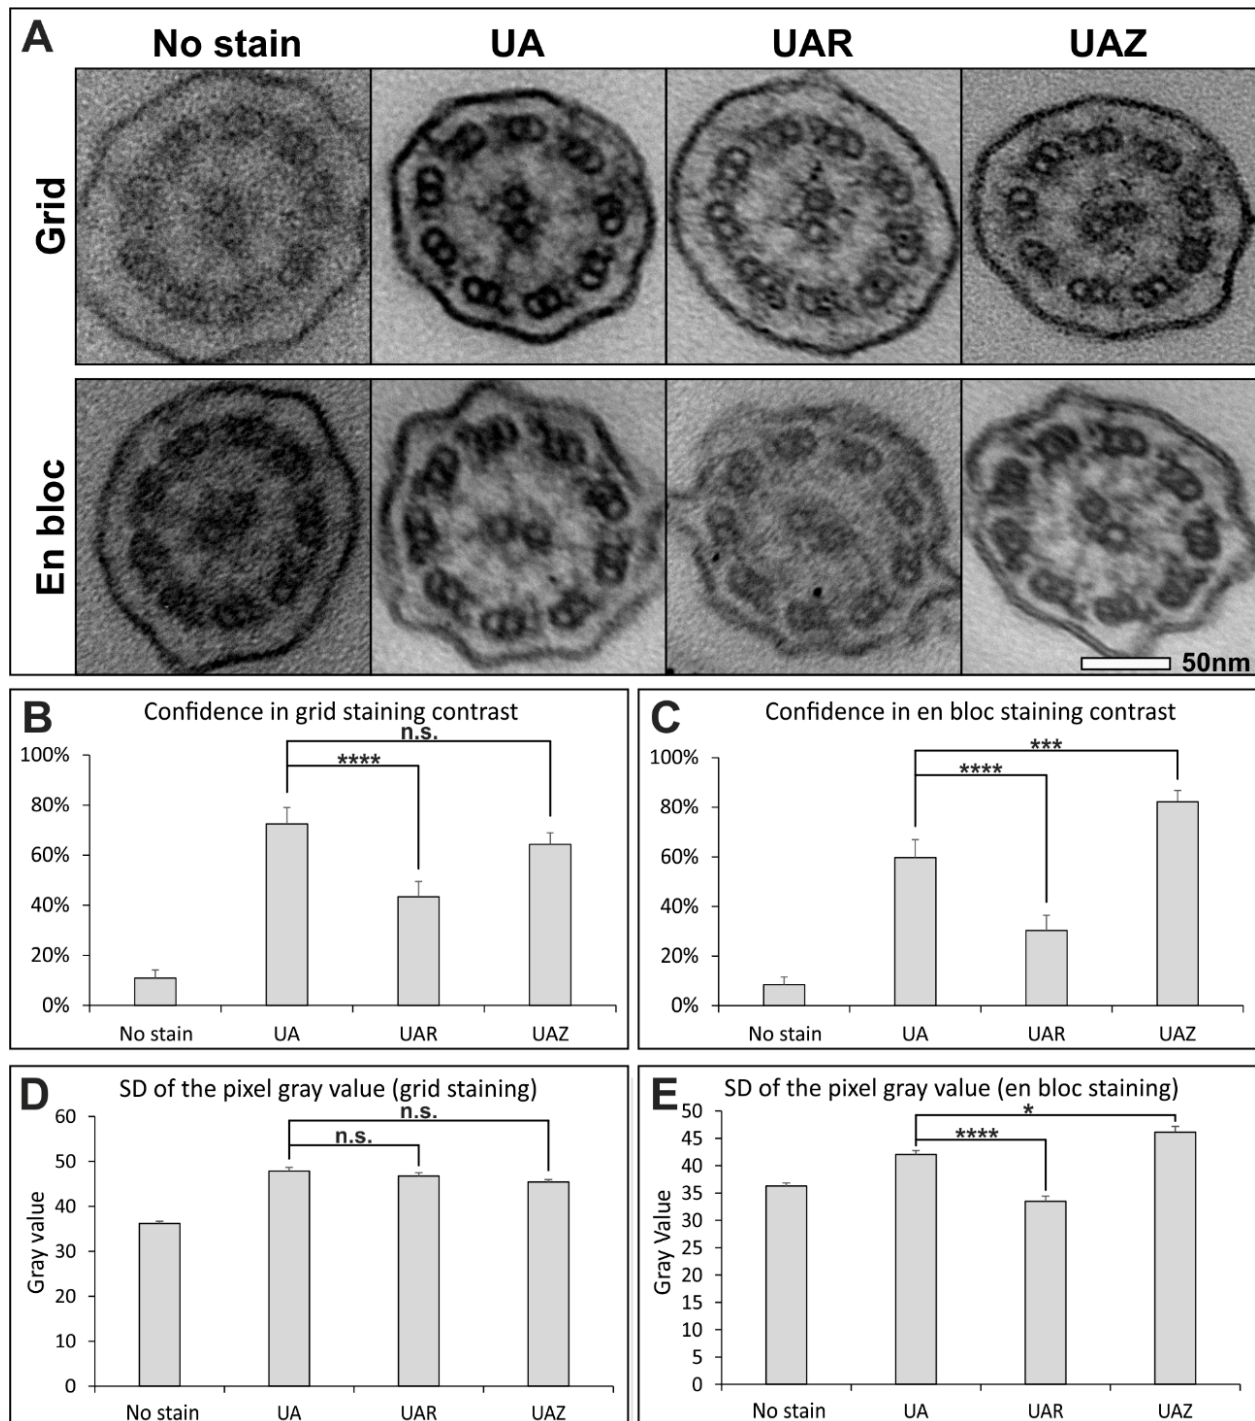 A
No stain UA UAR UAZ
Grid
En bloc
50nm
B
Confidence in grid staining contrast
n.s.
****
100%
80%
60%
40%
20%
0%
No stain UA UAR UAZ
C
Confidence in en bloc staining contrast
***
****
100%
80%
60%
40%
20%
0%
No stain UA UAR UAZ
D
SD of the pixel gray value (grid staining)
n.s.
n.s.
Gray value
60
50
40
30
20
10
0
No stain UA UAR UAZ
E
SD of the pixel gray value (en bloc staining)
*
****
Gray Value
50
45
40
35
30
25
20
15
10
5
0
No stain UA UAR UAZ